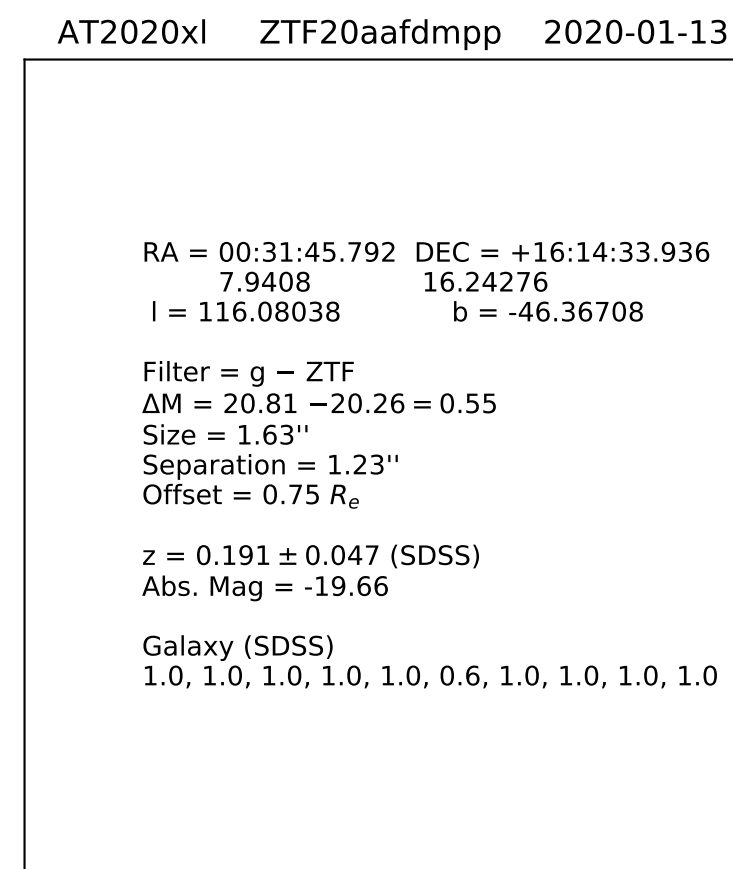 AT2020xl ZTF20aafdmpp 2020-01-13
RA = 00:31:45.792 DEC = +16:14:33.936
7.9408 16.24276
l = 116.08038 b = -46.36708
Filter = g − ZTF
ΔM = 20.81 −20.26 = 0.55
Size = 1.63''
Separation = 1.23''
Offset = 0.75 Re
z = 0.191 ± 0.047 (SDSS)
Abs. Mag = -19.66
Galaxy (SDSS)
1.0, 1.0, 1.0, 1.0, 1.0, 0.6, 1.0, 1.0, 1.0, 1.0